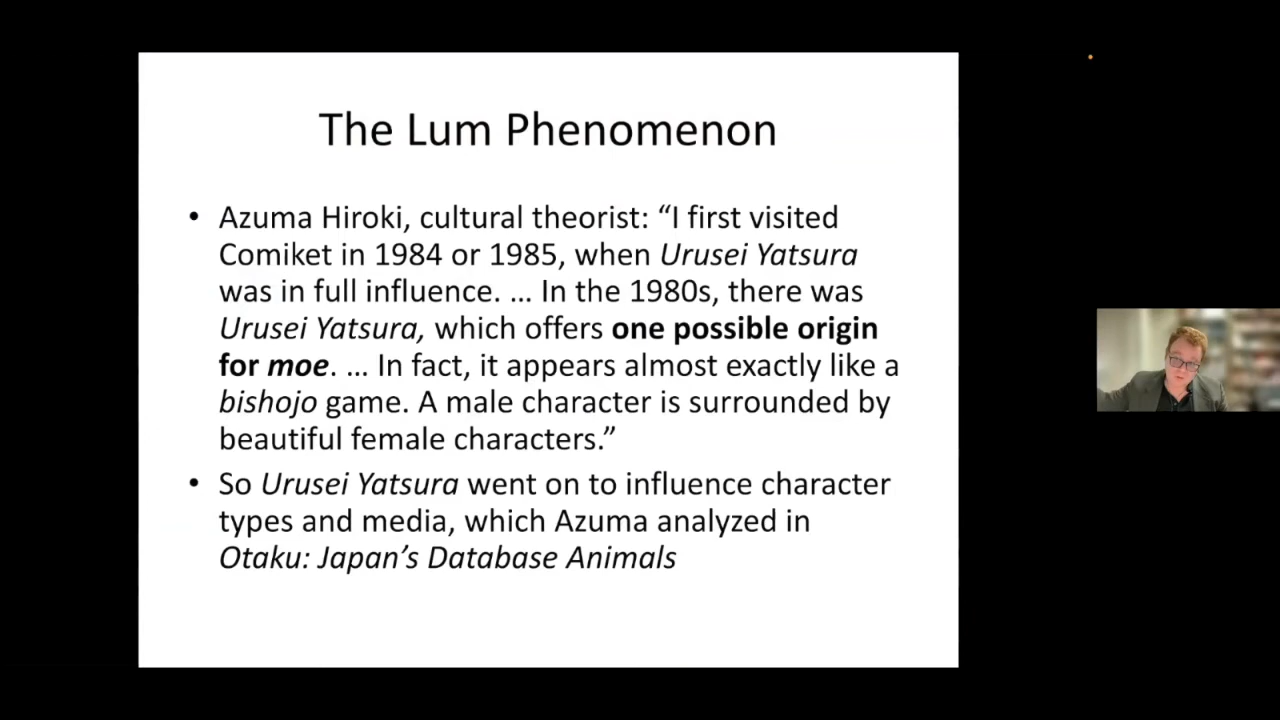 The Lum Phenomenon
• Azuma Hiroki, cultural theorist: “I first visited
Comiket in 1984 or 1985, when Urusei Yatsura
was in full influence. … In the 1980s, there was
Urusei Yatsura, which offers one possible origin
for moe. … In fact, it appears almost exactly like a
bishojo game. A male character is surrounded by
beautiful female characters.”
• So Urusei Yatsura went on to influence character
types and media, which Azuma analyzed in
Otaku: Japan’s Database Animals